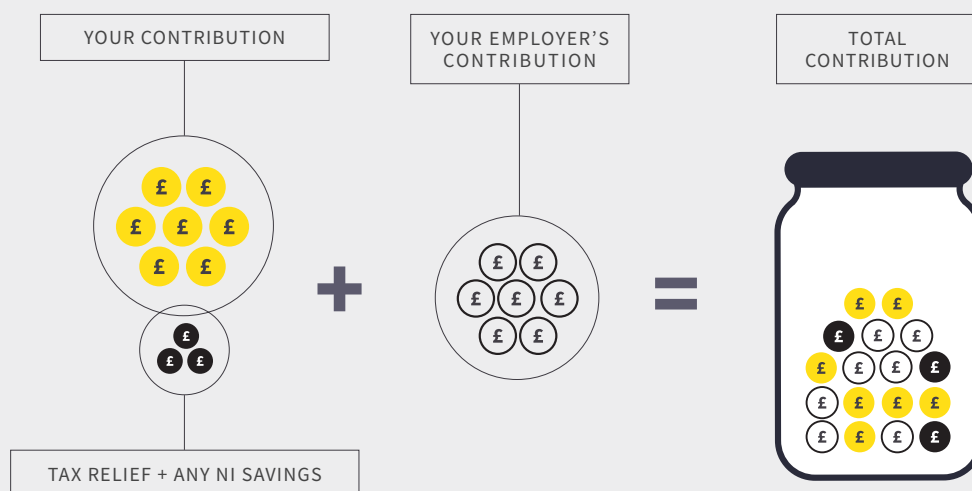 YOUR CONTRIBUTION
£ £
£ £ £
£ £
£
£ £
TAX RELIEF + ANY NI SAVINGS
+
YOUR EMPLOYER’S
CONTRIBUTION
£ £
£ £ £
£ £
=
TOTAL
CONTRIBUTION
£ £
£ £ £
£ £ £ £
£ £ £ £
£ £ £ £